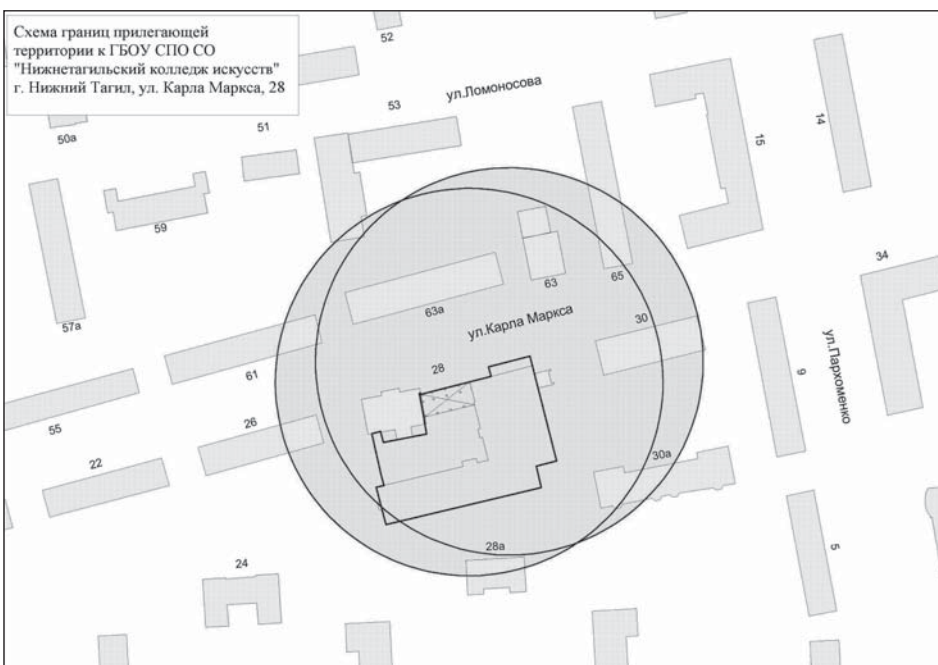 Схема границ прилегающей
территории к ГБОУ СПО СО
"Нижнетагильский колледж искусств"
г. Нижний Тагил, ул. Карла Маркса, 28
52
ул.Ломоносова
53
51
50а
14
15
59
57а
63
65
34
63а
ул.Карла Маркса
30
ул.Пархоменко
28
61
9
26
55
22
30а
28а
24
5